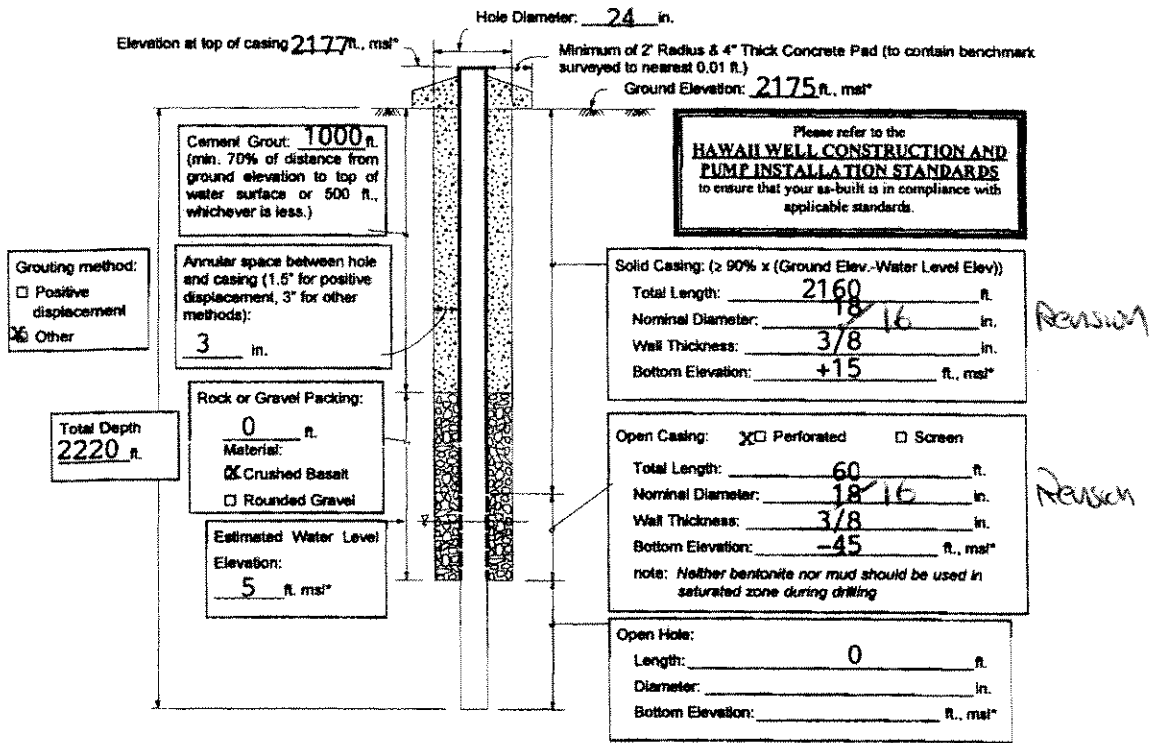 Hole Diameter: 24 in.
Elevation at top of casing 2177 ft., msl*
Minimum of 2' Radius & 4" Thick Concrete Pad (to contain benchmark
surveyed to nearest 0.01 ft.)
Ground Elevation: 2175 ft., msl*
Cement Grout: 1000 ft.
(min. 70% of distance from
ground elevation to top of
water surface or 500 ft.,
whichever is less.)
Please refer to the
HAWAII WELL CONSTRUCTION AND
PUMP INSTALLATION STANDARDS
to ensure that your as-built is in compliance with
applicable standards.
Grouting method:
☐ Positive
displacement
☒ Other
Annular space between hole
and casing (1.5" for positive
displacement, 3" for other
methods):
3 in.
Solid Casing: (≥ 90% x (Ground Elev.-Water Level Elev))
Total Length: 2160 ft.
Nominal Diameter: 18 16 in.
Wall Thickness: 3/8 in.
Bottom Elevation: +15 ft., msl*
Revision
Total Depth
2220 ft.
Rock or Gravel Packing:
0 ft.
Material:
☒ Crushed Basalt
☐ Rounded Gravel
Estimated Water Level
Elevation:
5 ft. msl*
Open Casing: X☐ Perforated ☐ Screen
Total Length: 60 ft.
Nominal Diameter: 18 16 in.
Wall Thickness: 3/8 in.
Bottom Elevation: -45 ft., msl*
note: Neither bentonite nor mud should be used in
saturated zone during drilling
Revision
Open Hole:
Length: 0 ft.
Diameter: in.
Bottom Elevation: ft., msl*